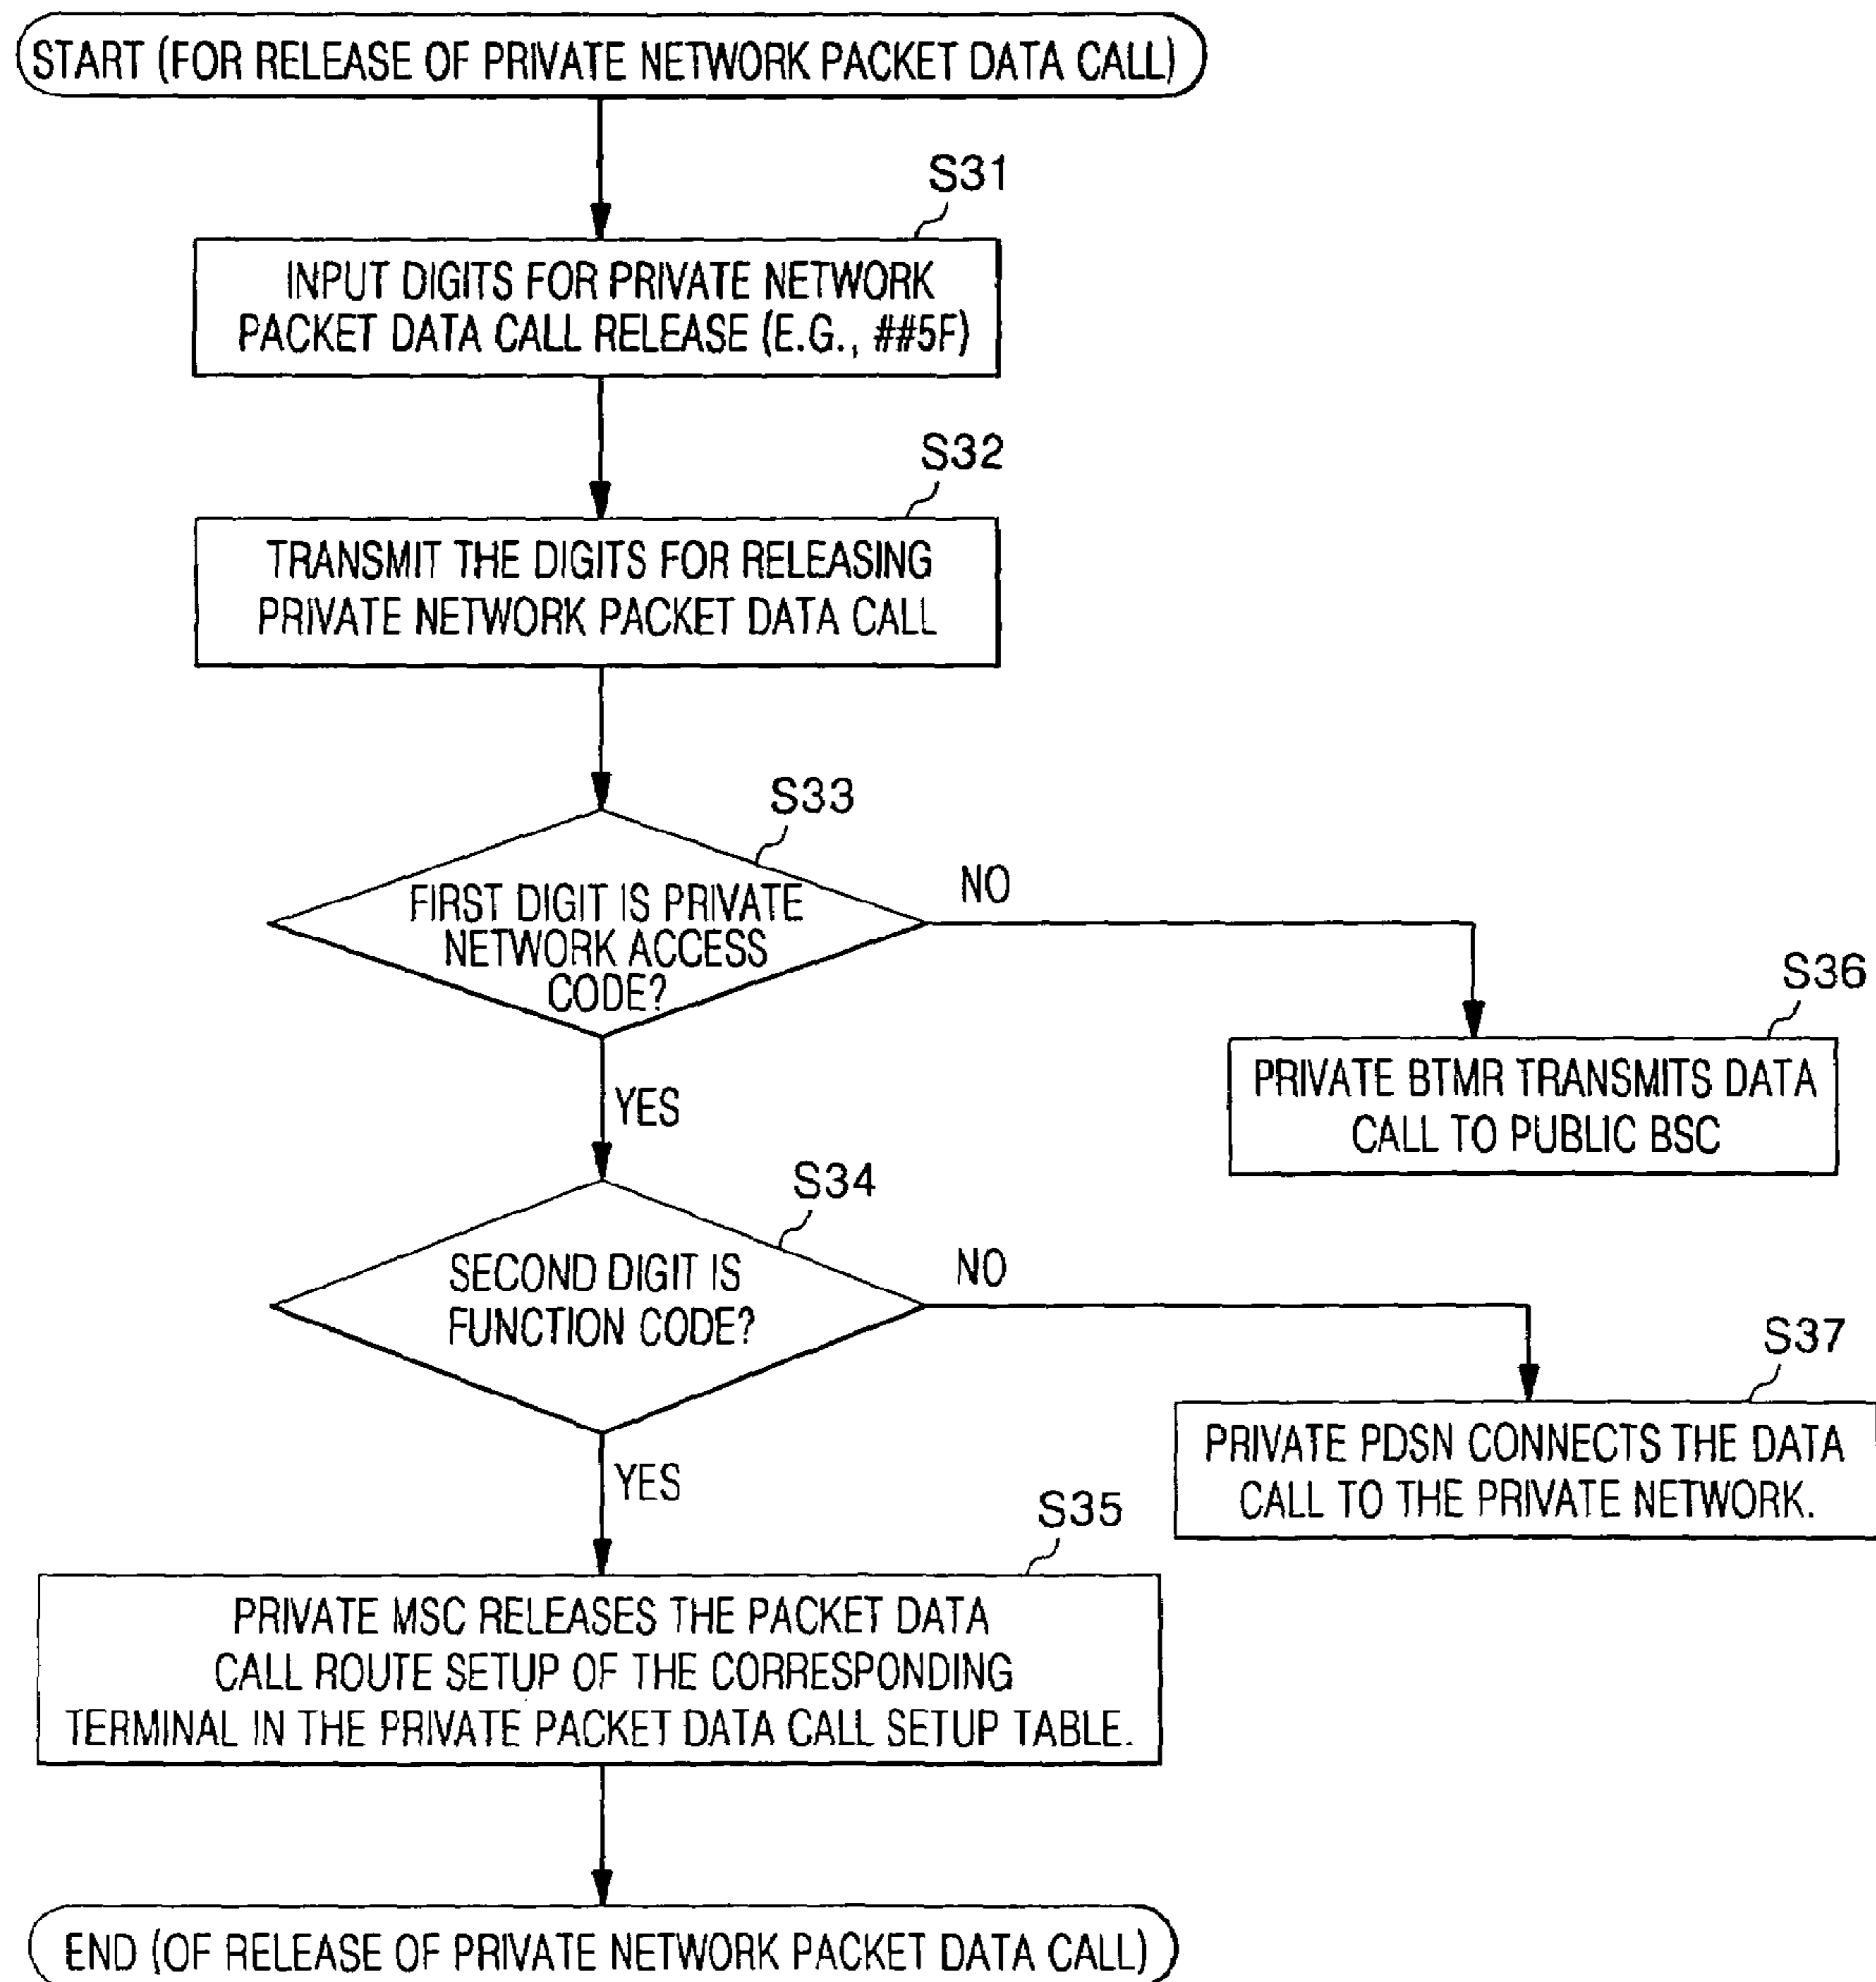 START (FOR RELEASE OF PRIVATE NETWORK PACKET DATA CALL)
S31
INPUT DIGITS FOR PRIVATE NETWORK
PACKET DATA CALL RELEASE (E.G., ##5F)
S32
TRANSMIT THE DIGITS FOR RELEASING
PRIVATE NETWORK PACKET DATA CALL
S33
FIRST DIGIT IS PRIVATE
NETWORK ACCESS
CODE?
NO
YES
S36
PRIVATE BTMR TRANSMITS DATA
CALL TO PUBLIC BSC
S34
SECOND DIGIT IS
FUNCTION CODE?
NO
YES
S37
PRIVATE PDSN CONNECTS THE DATA
CALL TO THE PRIVATE NETWORK.
S35
PRIVATE MSC RELEASES THE PACKET DATA
CALL ROUTE SETUP OF THE CORRESPONDING
TERMINAL IN THE PRIVATE PACKET DATA CALL SETUP TABLE.
END (OF RELEASE OF PRIVATE NETWORK PACKET DATA CALL)